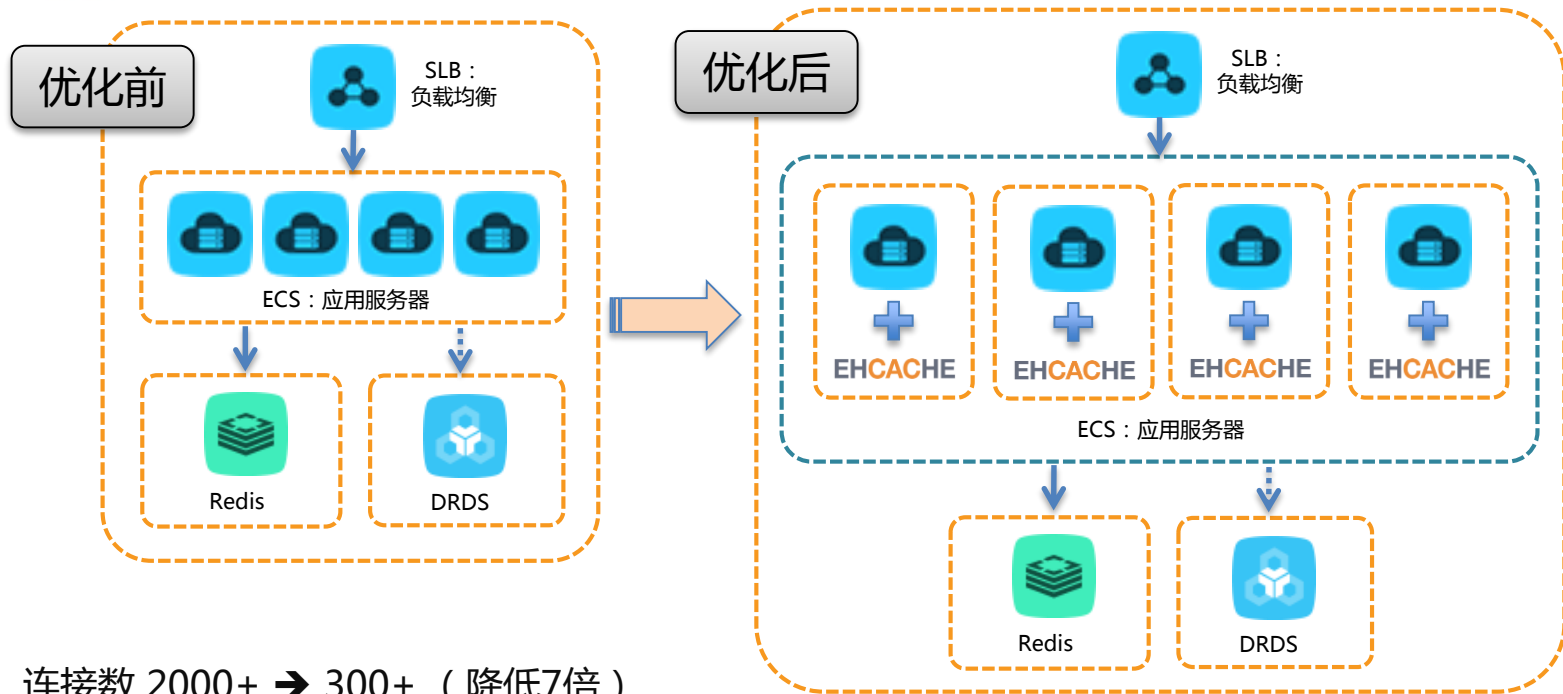 优化前
SLB：
负载均衡
ECS：应用服务器
Redis
DRDS
优化后
SLB：
负载均衡
EHCACHE
EHCACHE
EHCACHE
EHCACHE
ECS：应用服务器
Redis
DRDS
连接数 2000+ ➔ 300+ （降低7倍）